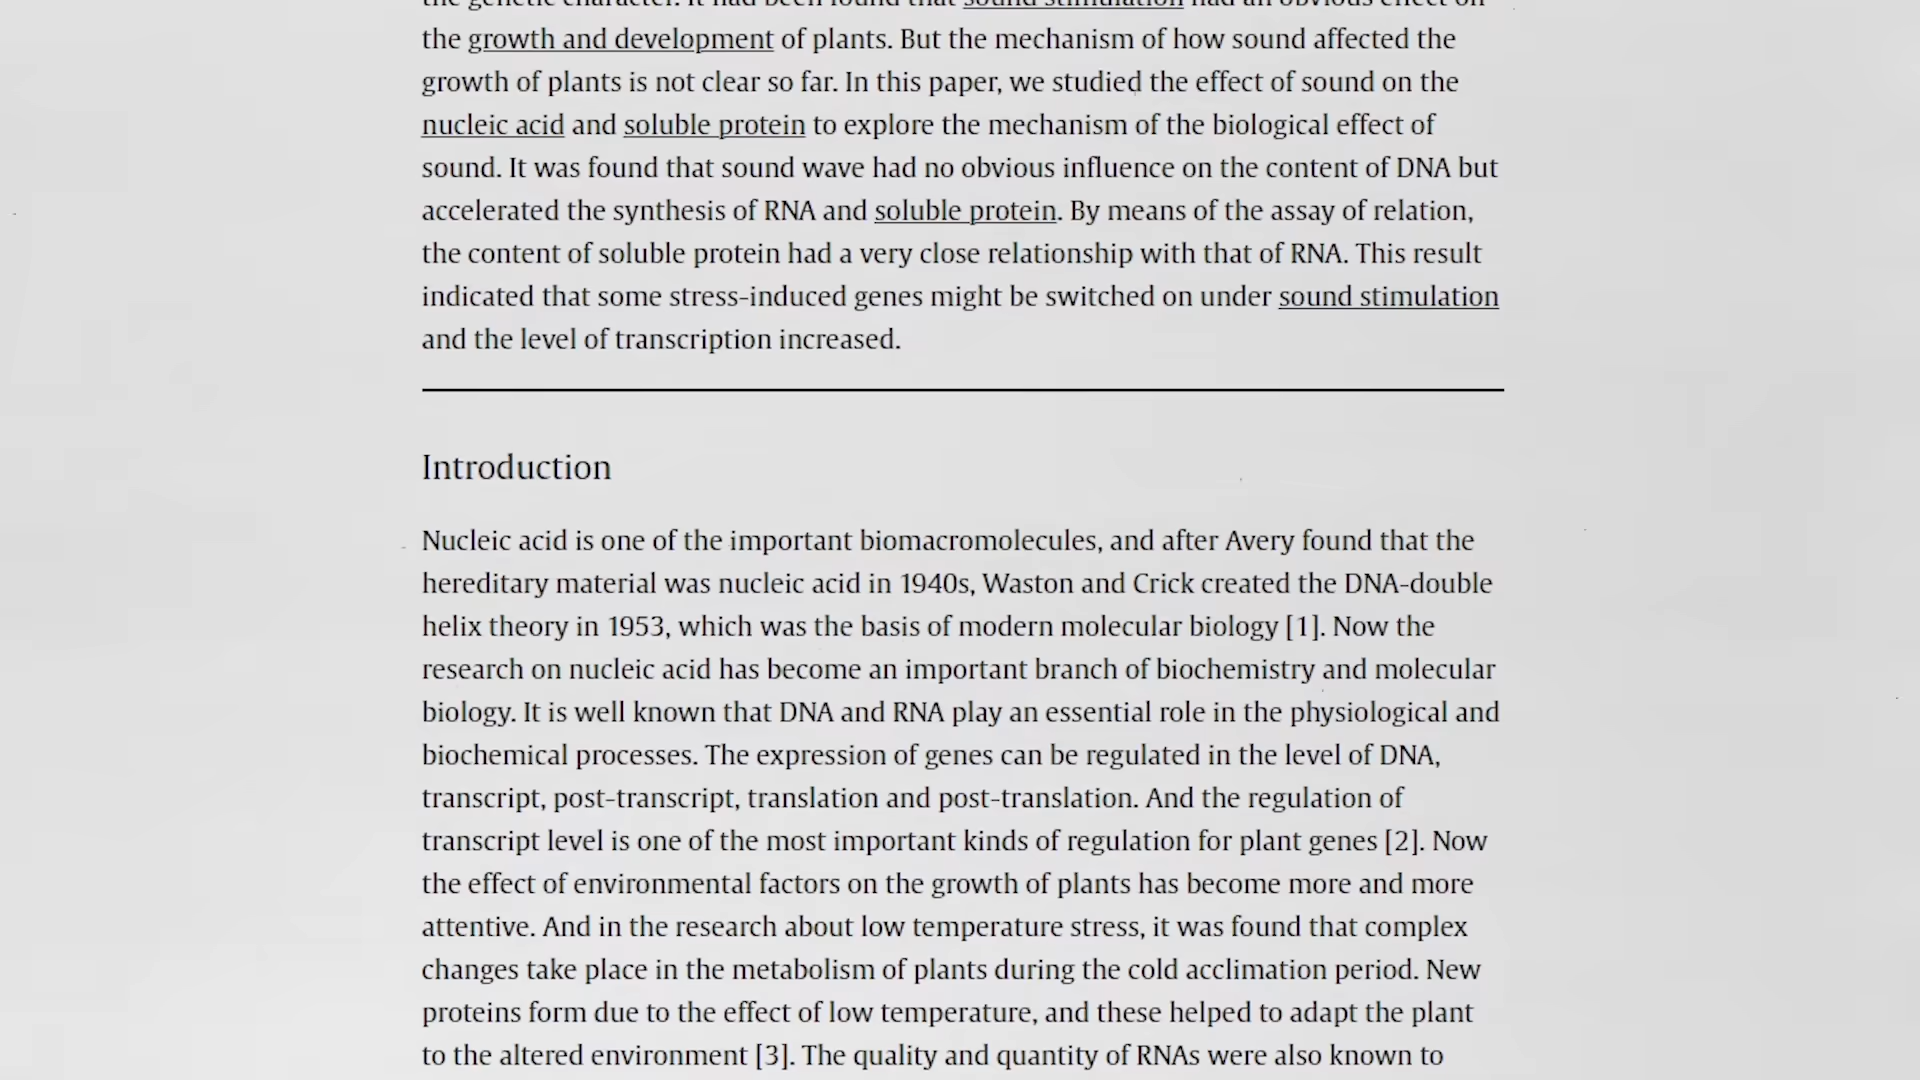 the genetic character. It had been found that sound stimulation had an obvious effect on
the growth and development of plants. But the mechanism of how sound affected the
growth of plants is not clear so far. In this paper, we studied the effect of sound on the
nucleic acid and soluble protein to explore the mechanism of the biological effect of
sound. It was found that sound wave had no obvious influence on the content of DNA but
accelerated the synthesis of RNA and soluble protein. By means of the assay of relation,
the content of soluble protein had a very close relationship with that of RNA. This result
indicated that some stress-induced genes might be switched on under sound stimulation
and the level of transcription increased.
Introduction
Nucleic acid is one of the important biomacromolecules, and after Avery found that the
hereditary material was nucleic acid in 1940s, Waston and Crick created the DNA-double
helix theory in 1953, which was the basis of modern molecular biology [1]. Now the
research on nucleic acid has become an important branch of biochemistry and molecular
biology. It is well known that DNA and RNA play an essential role in the physiological and
biochemical processes. The expression of genes can be regulated in the level of DNA,
transcript, post-transcript, translation and post-translation. And the regulation of
transcript level is one of the most important kinds of regulation for plant genes [2]. Now
the effect of environmental factors on the growth of plants has become more and more
attentive. And in the research about low temperature stress, it was found that complex
changes take place in the metabolism of plants during the cold acclimation period. New
proteins form due to the effect of low temperature, and these helped to adapt the plant
to the altered environment [3]. The quality and quantity of RNAs were also known to